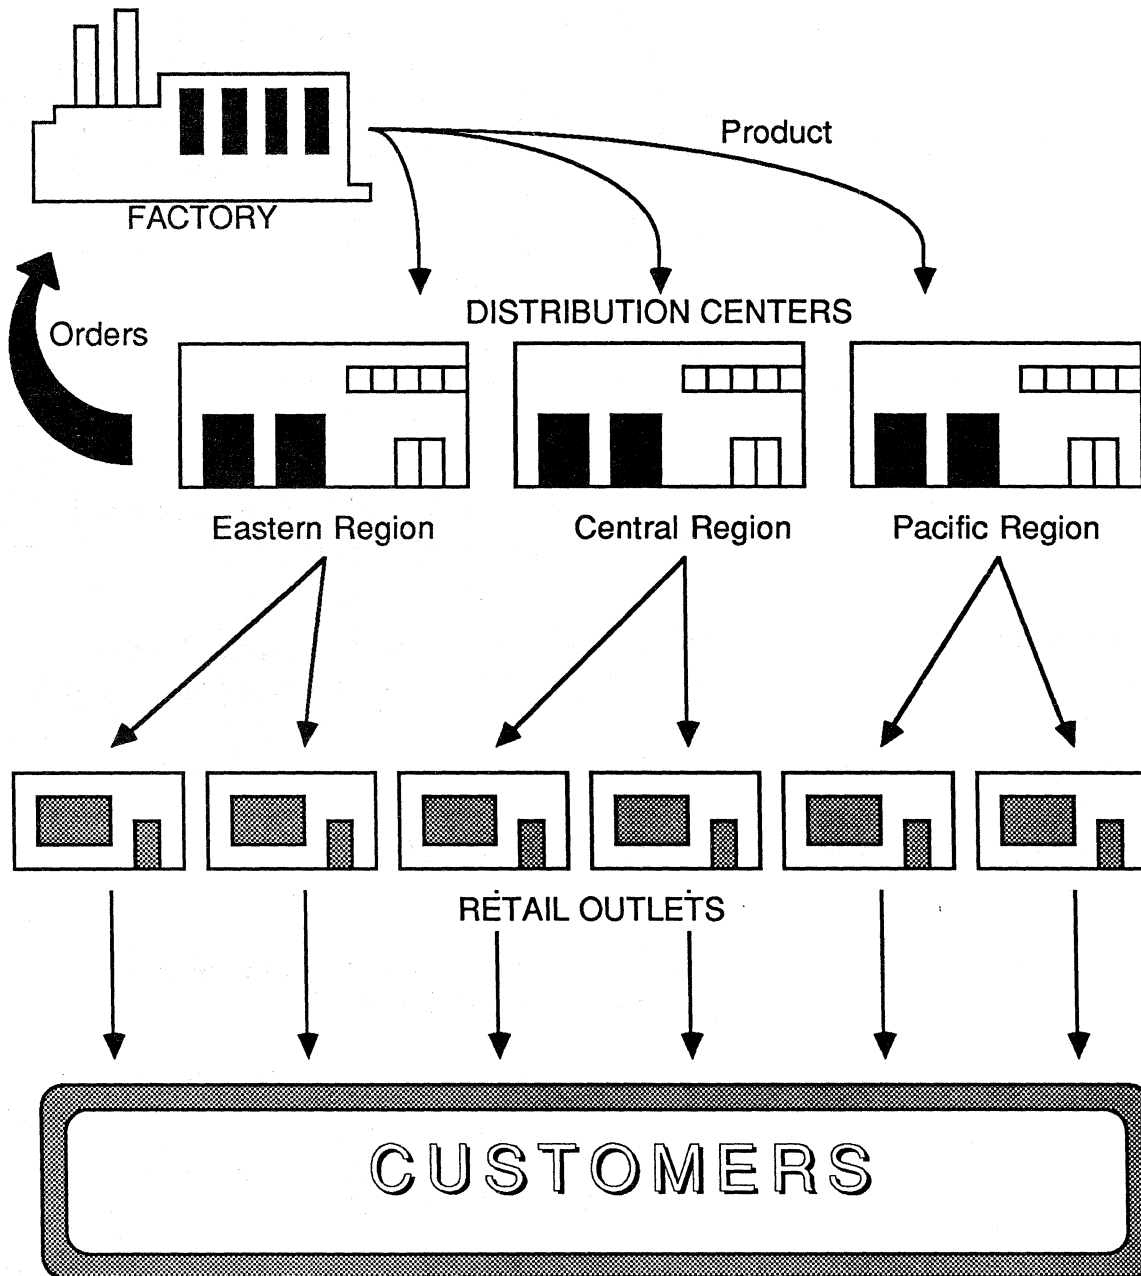 Product
FACTORY
DISTRIBUTION CENTERS
Orders
Eastern Region
Central Region
Pacific Region
RETAIL OUTLETS
CUSTOMERS